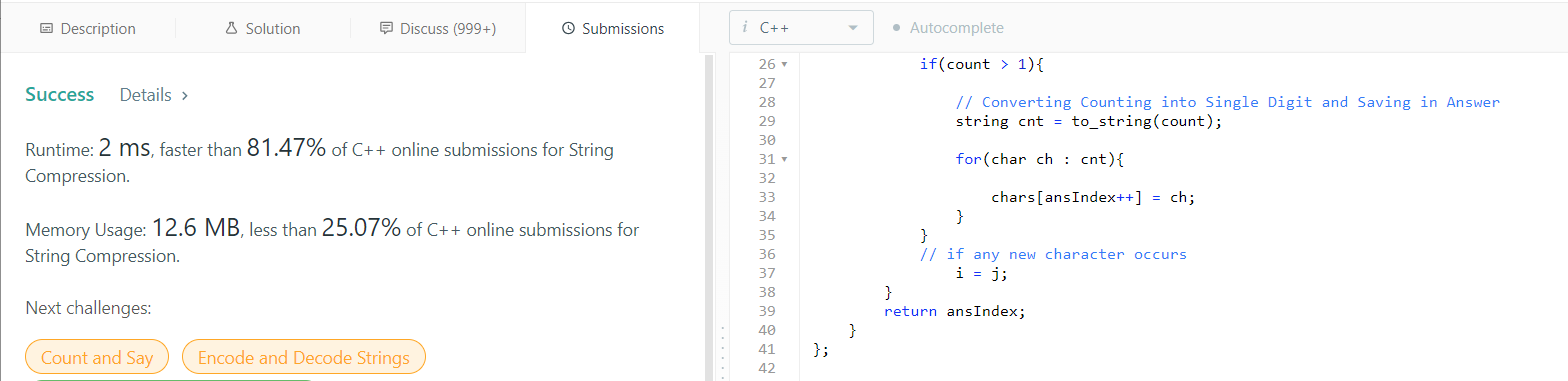 Description
Solution
Discuss (999+)
Submissions
i C++
Autocomplete
Success Details
Runtime: 2 ms, faster than 81.47% of C++ online submissions for String
Compression.
Memory Usage: 12.6 MB, less than 25.07% of C++ online submissions for
String Compression.
Next challenges:
Count and Say
Encode and Decode Strings
26 if(count > 1){
27
28 // Converting Counting into Single Digit and Saving in Answer
29 string cnt = to_string(count);
30
31 for(char ch : cnt){
32
33 chars[ansIndex++] = ch;
34 }
35 }
36 // if any new character occurs
37 i = j;
38 }
39 return ansIndex;
40 }
41 };
42